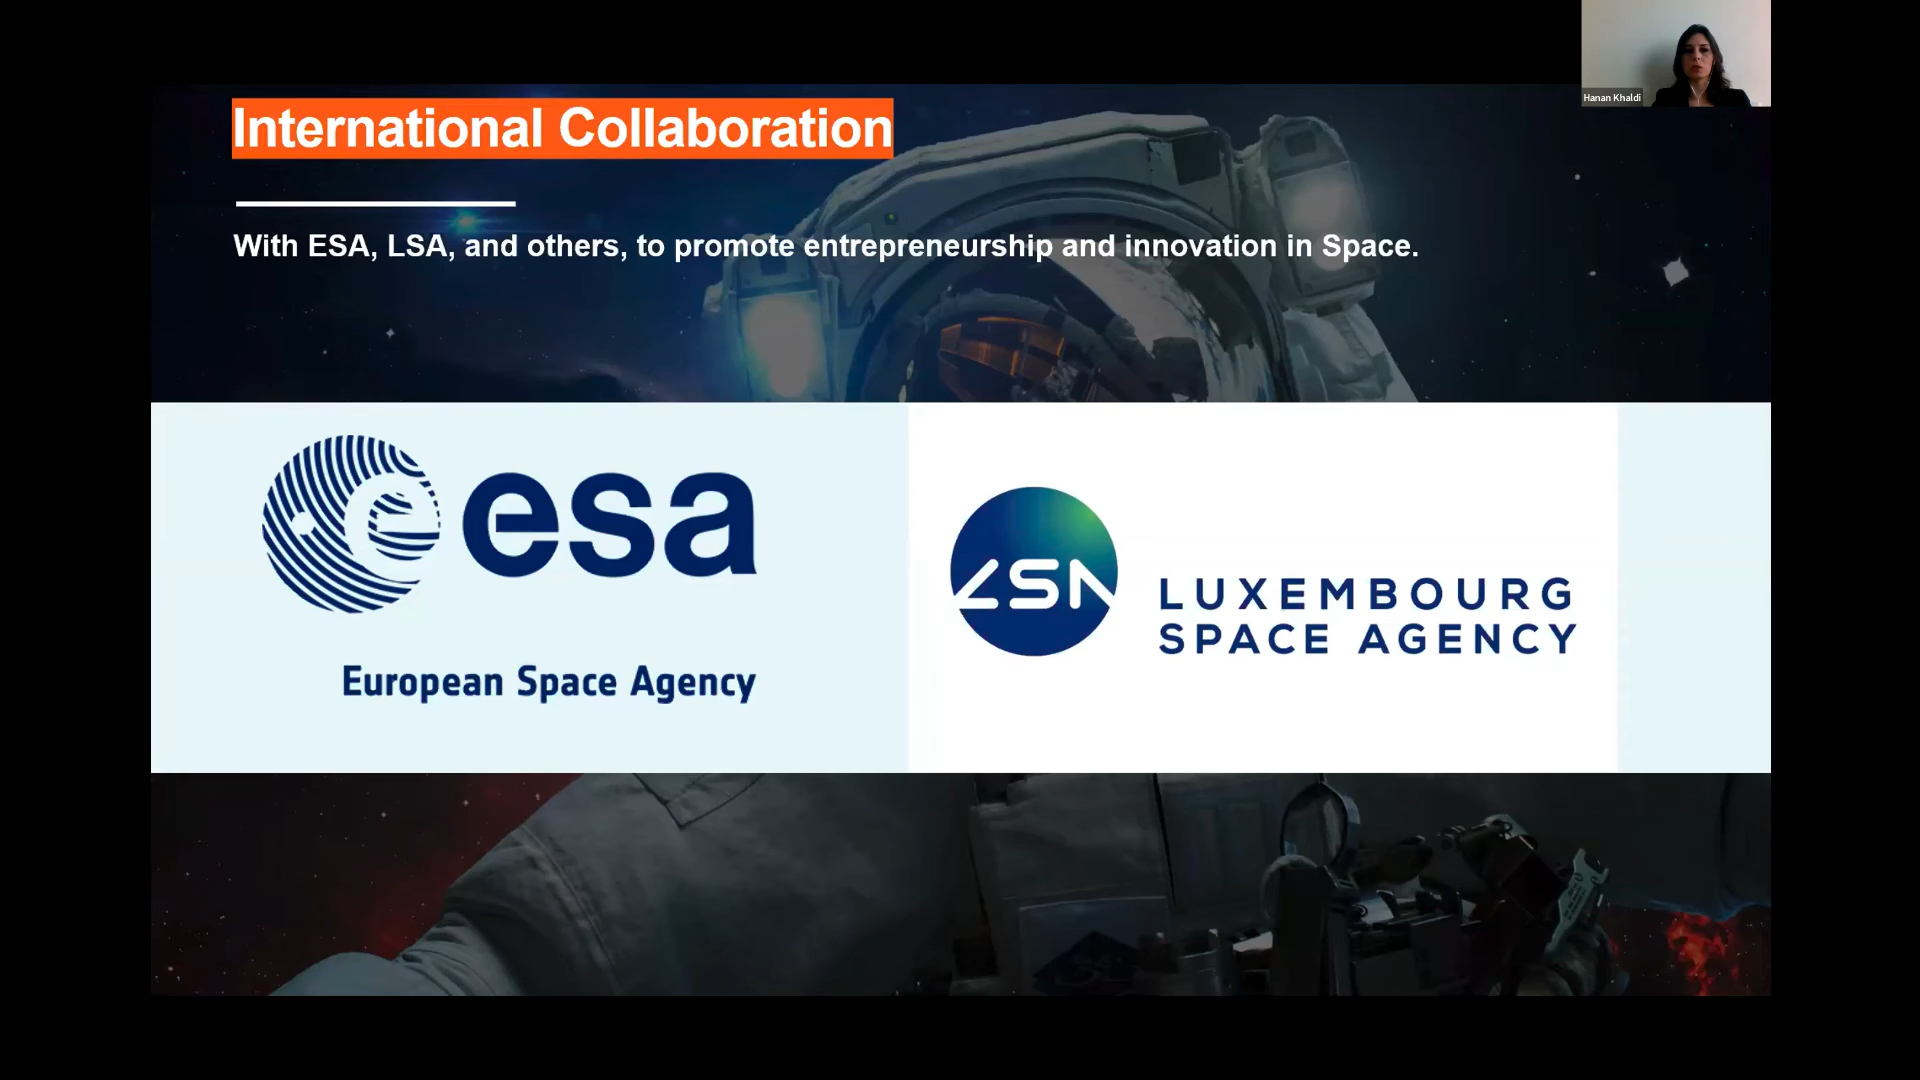 International Collaboration
Hanan Khaldi
With ESA, LSA, and others, to promote entrepreneurship and innovation in Space.
e esa
European Space Agency
LSA
LUXEMBOURG
SPACE AGENCY